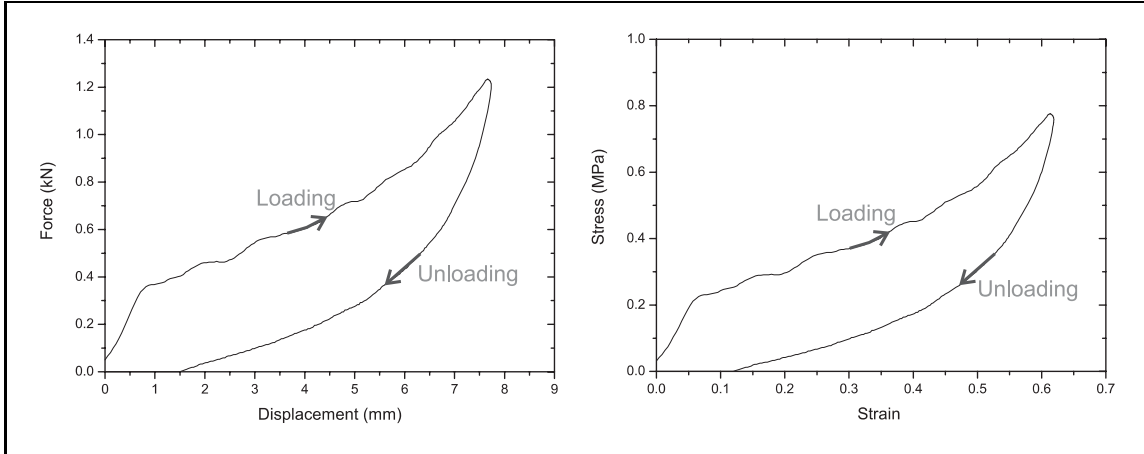 1.4
1.2
1.0
0.8
0.6
0.4
0.2
0.0
Force (kN)
Loading
Unloading
0 1 2 3 4 5 6 7 8 9
Displacement (mm)
1.0
0.8
0.6
0.4
0.2
0.0
Stress (MPa)
Loading
Unloading
0.0 0.1 0.2 0.3 0.4 0.5 0.6 0.7
Strain